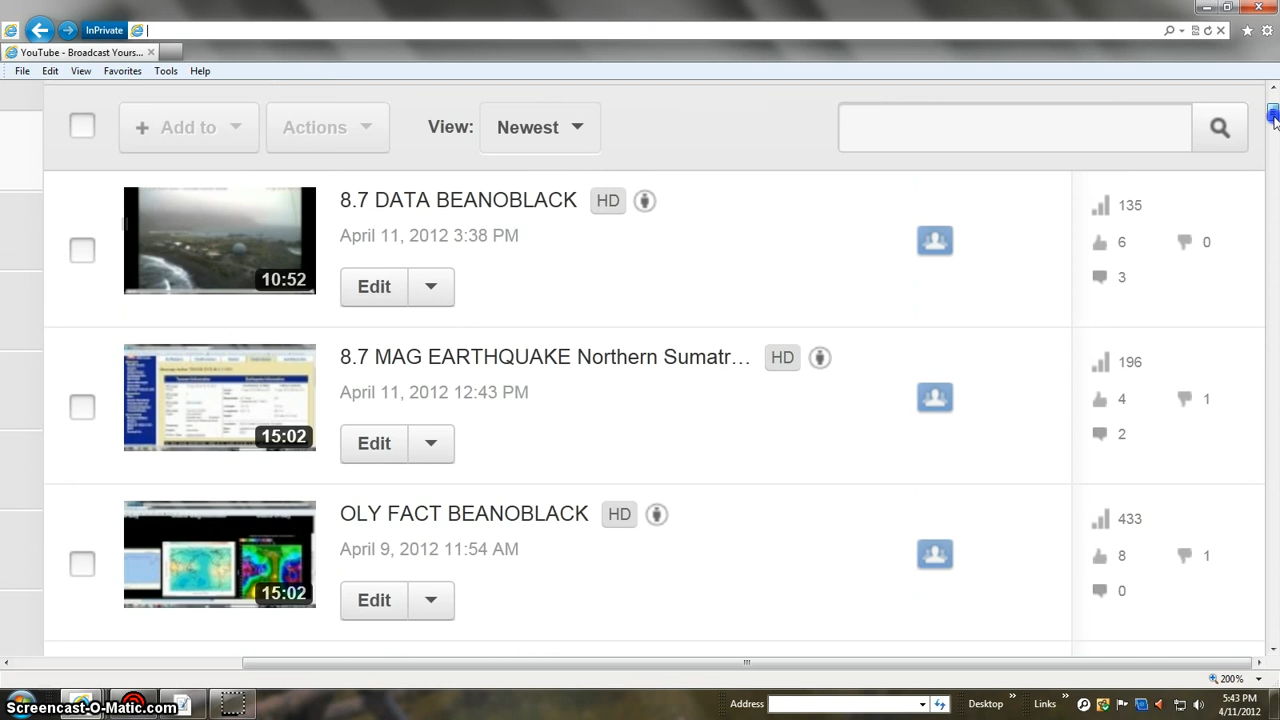 InPrivate
YouTube - Broadcast Yours...
File Edit View Favorites Tools Help
+ Add to Actions View: Newest
8.7 DATA BEANOBLACK HD
April 11, 2012 3:38 PM
10:52
Edit
135
6 0
3
8.7 MAG EARTHQUAKE Northern Sumatr... HD
April 11, 2012 12:43 PM
15:02
Edit
196
4 1
2
OLY FACT BEANOBLACK HD
April 9, 2012 11:54 AM
15:02
Edit
433
8 1
0
200%
Screencast-O-Matic.com
Address Desktop Links
5:43 PM
4/11/2012